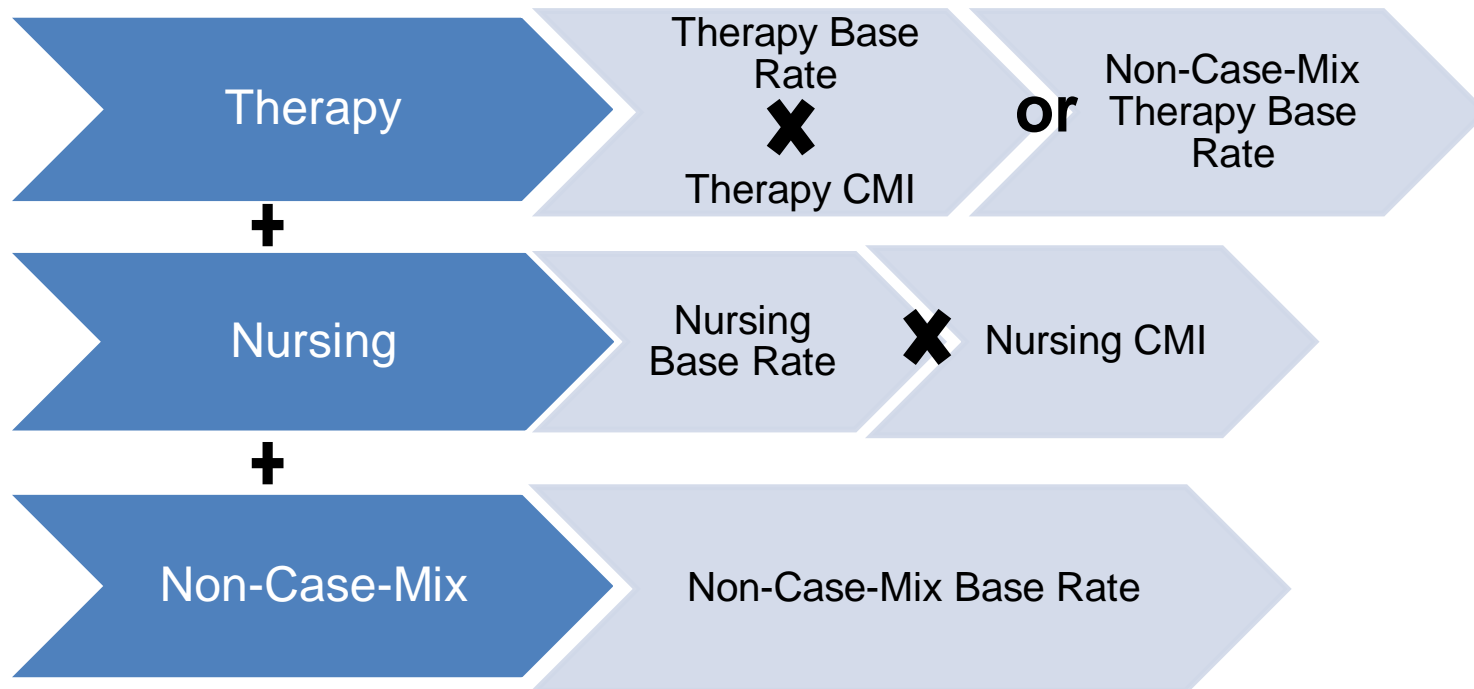 Therapy
Therapy Base
Rate
✖
Therapy CMI
or
Non-Case-Mix
Therapy Base
Rate
+
Nursing
Nursing
Base Rate
✖
Nursing CMI
+
Non-Case-Mix
Non-Case-Mix Base Rate